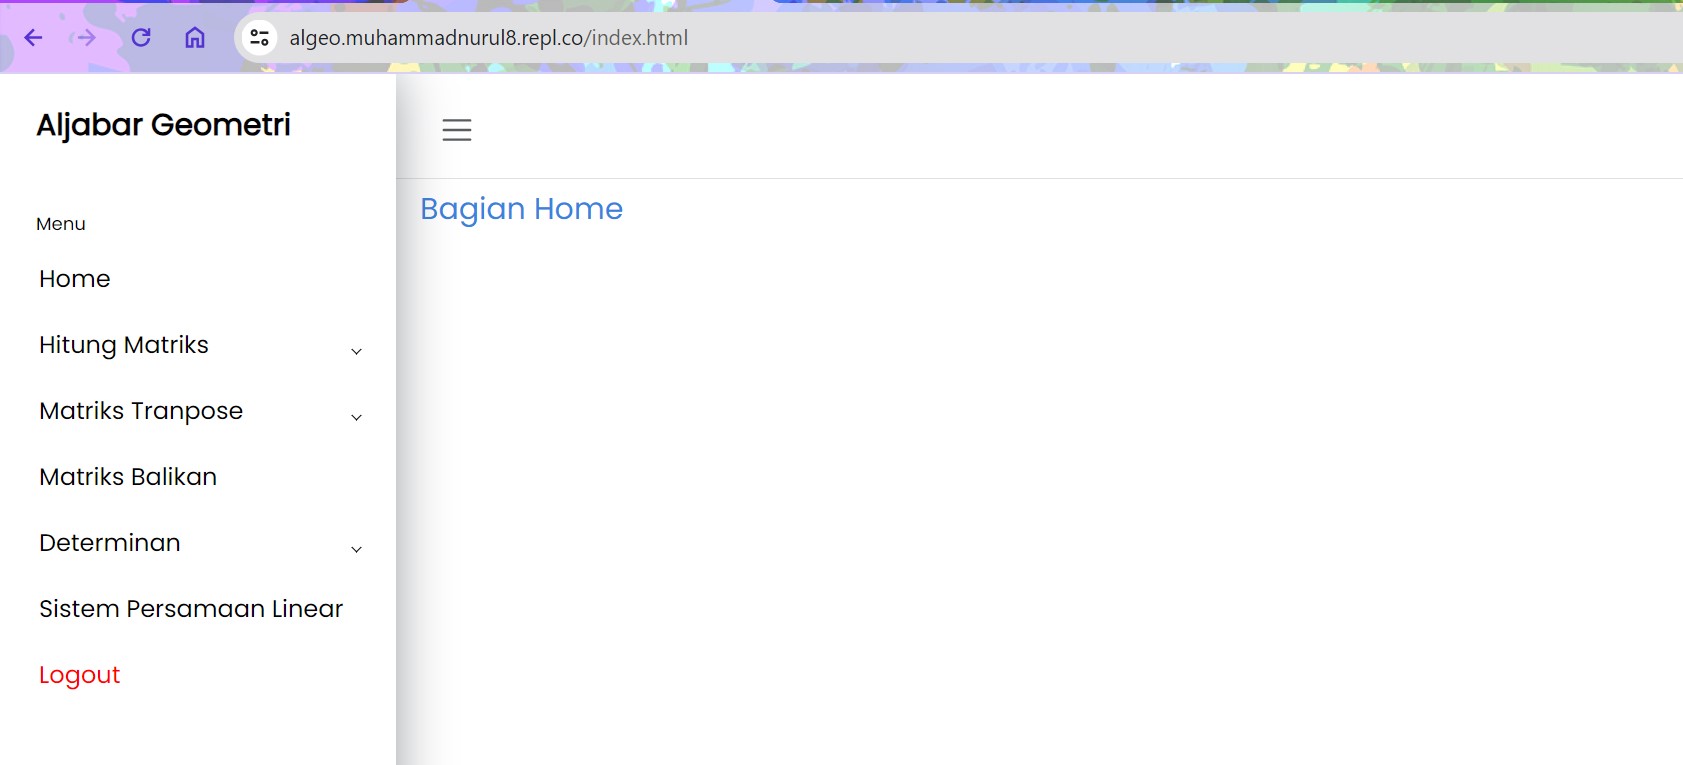 algeo.muhammadnurul8.repl.co/index.html
Aljabar Geometri
Bagian Home
Menu
Home
Hitung Matriks
Matriks Tranpose
Matriks Balikan
Determinan
Sistem Persamaan Linear
Logout